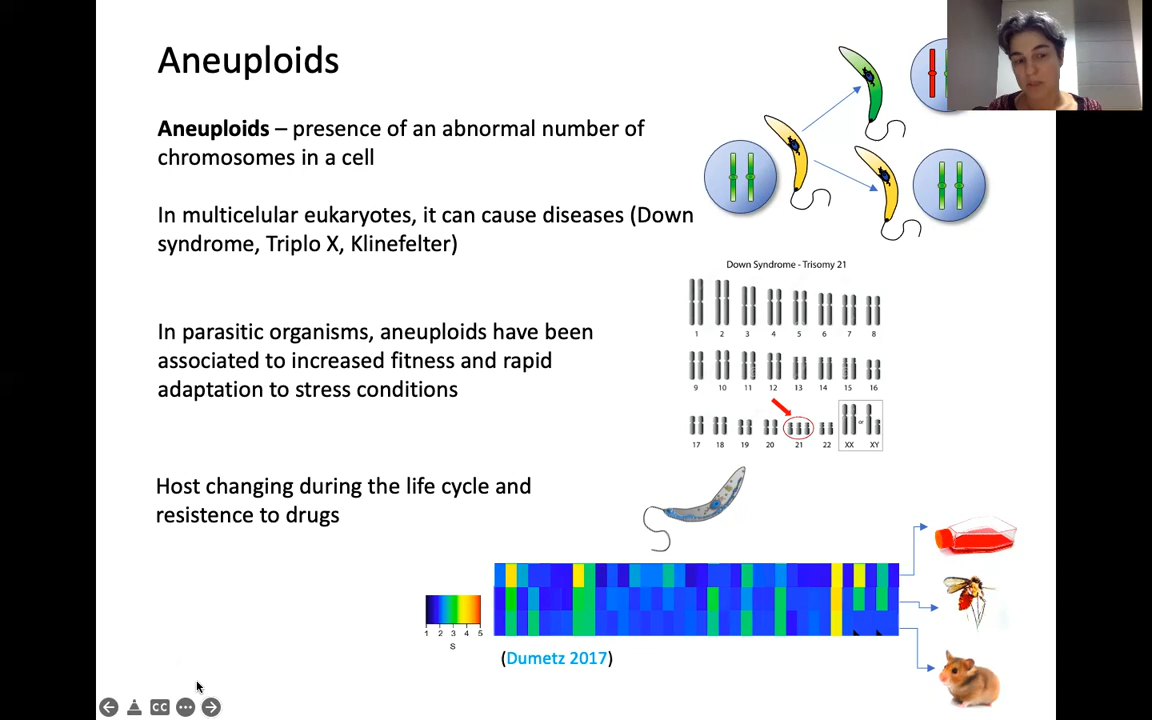 Aneuploids
Aneuploids – presence of an abnormal number of
chromosomes in a cell
In multicelular eukaryotes, it can cause diseases (Down
syndrome, Triplo X, Klinefelter)
Down Syndrome - Trisomy 21
1 2 3 4 5 6 7 8
9 10 11 12 13 14 15 16
or
17 18 19 20 21 22 XX XY
In parasitic organisms, aneuploids have been
associated to increased fitness and rapid
adaptation to stress conditions
Host changing during the life cycle and
resistence to drugs
1 2 3 4 5
S
(Dumetz 2017)
CC